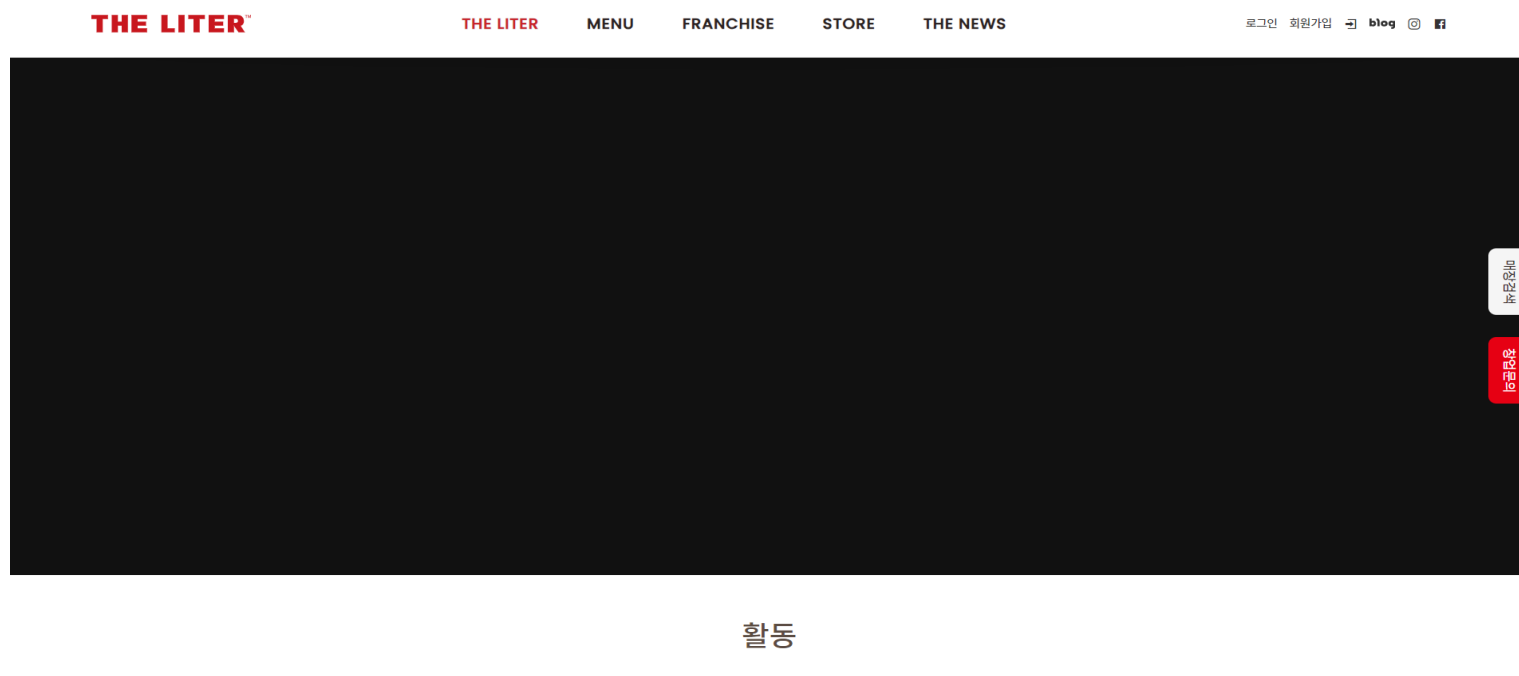 THE LITER™ THE LITER MENU FRANCHISE STORE THE NEWS 로그인 회원가입 blog
매장검색
창업문의
활동